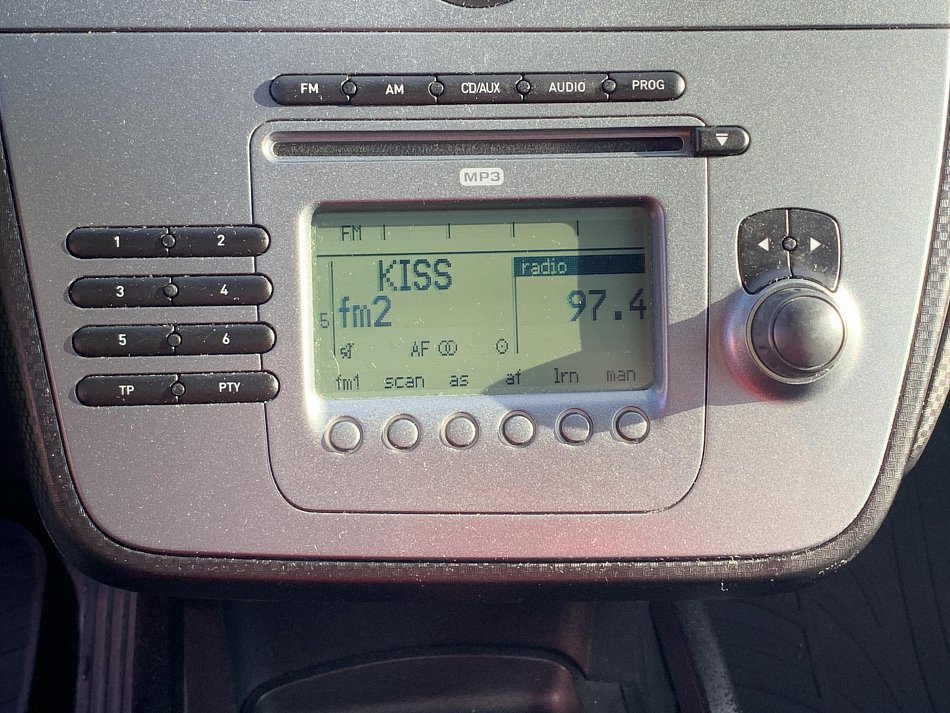 FM AM CD/AUX AUDIO PROG
MP3
1 2
3 4
5 6
TP PTY
FM
KISS radio
5 fm2 97.4
AF
fm1 scan as af lrn man